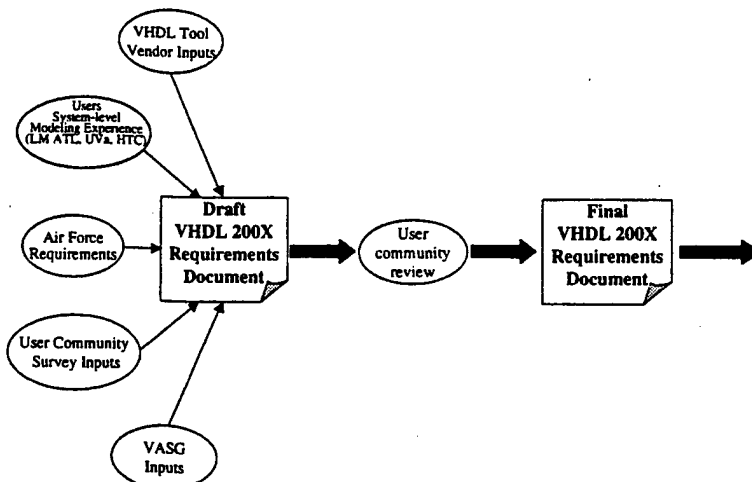 VHDL Tool
Vendor Inputs
Users
System-level
Modeling Experience
(LM ATL, UVa, HTC)
Air Force
Requirements
User Community
Survey Inputs
VASG
Inputs
Draft
VHDL 200X
Requirements
Document
User
community
review
Final
VHDL 200X
Requirements
Document